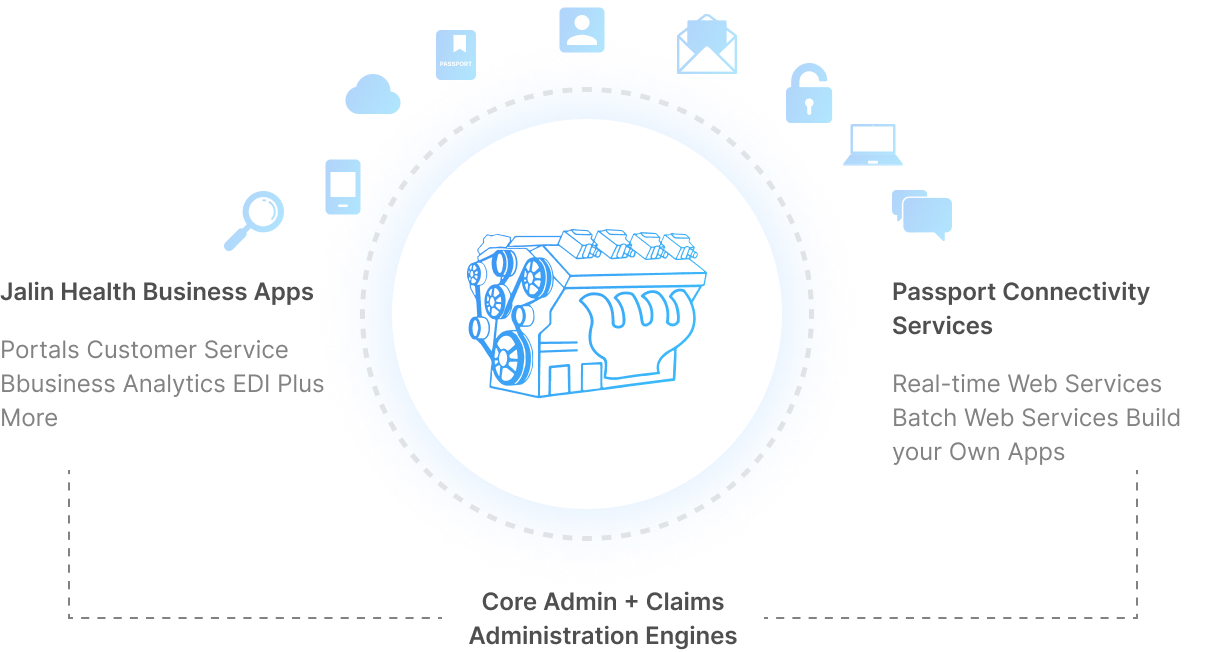 PASSPORT
Jalin Health Business Apps
Portals Customer Service
Bbusiness Analytics EDI Plus
More
Passport Connectivity
Services
Real-time Web Services
Batch Web Services Build
your Own Apps
Core Admin + Claims
Administration Engines